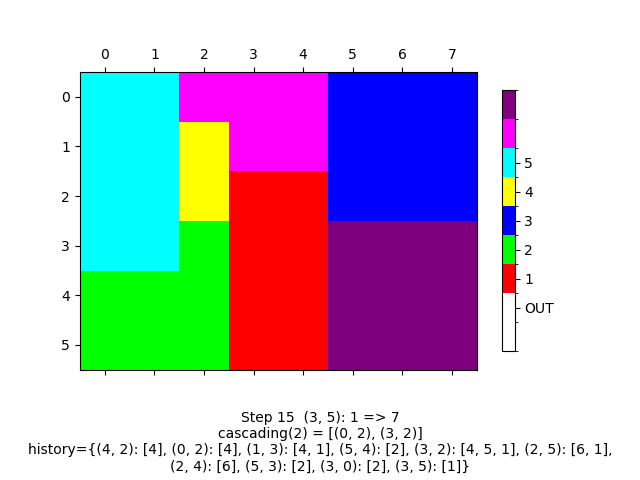 0 1 2 3 4 5 6 7
0
1
2
3
4
5
5
4
3
2
1
OUT
Step 15  (3, 5): 1 => 7
cascading(2) = [(0, 2), (3, 2)]
history={(4, 2): [4], (0, 2): [4], (1, 3): [4, 1], (5, 4): [2], (3, 2): [4, 5, 1], (2, 5): [6, 1],
(2, 4): [6], (5, 3): [2], (3, 0): [2], (3, 5): [1]}